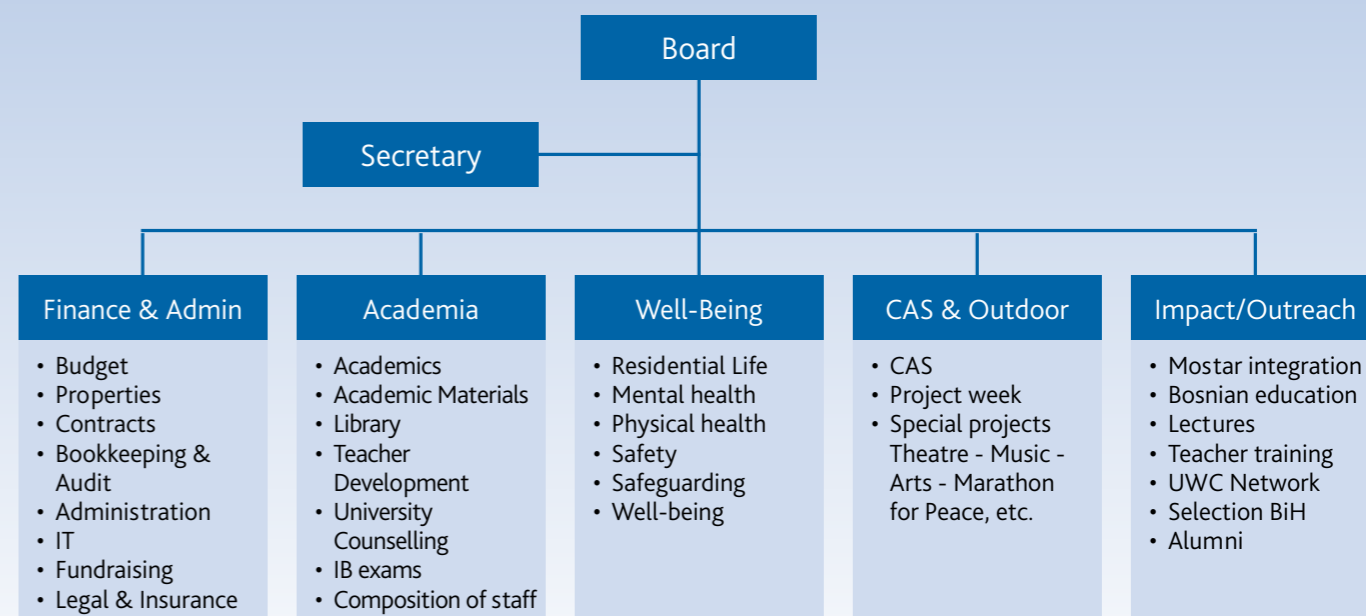 Board
Secretary
Finance & Admin
• Budget
• Properties
• Contracts
• Bookkeeping &
Audit
• Administration
• IT
• Fundraising
• Legal & Insurance
Academia
• Academics
• Academic Materials
• Library
• Teacher
Development
• University
Counselling
• IB exams
• Composition of staff
Well-Being
• Residential Life
• Mental health
• Physical health
• Safety
• Safeguarding
• Well-being
CAS & Outdoor
• CAS
• Project week
• Special projects
Theatre - Music -
Arts - Marathon
for Peace, etc.
Impact/Outreach
• Mostar integration
• Bosnian education
• Lectures
• Teacher training
• UWC Network
• Selection BiH
• Alumni